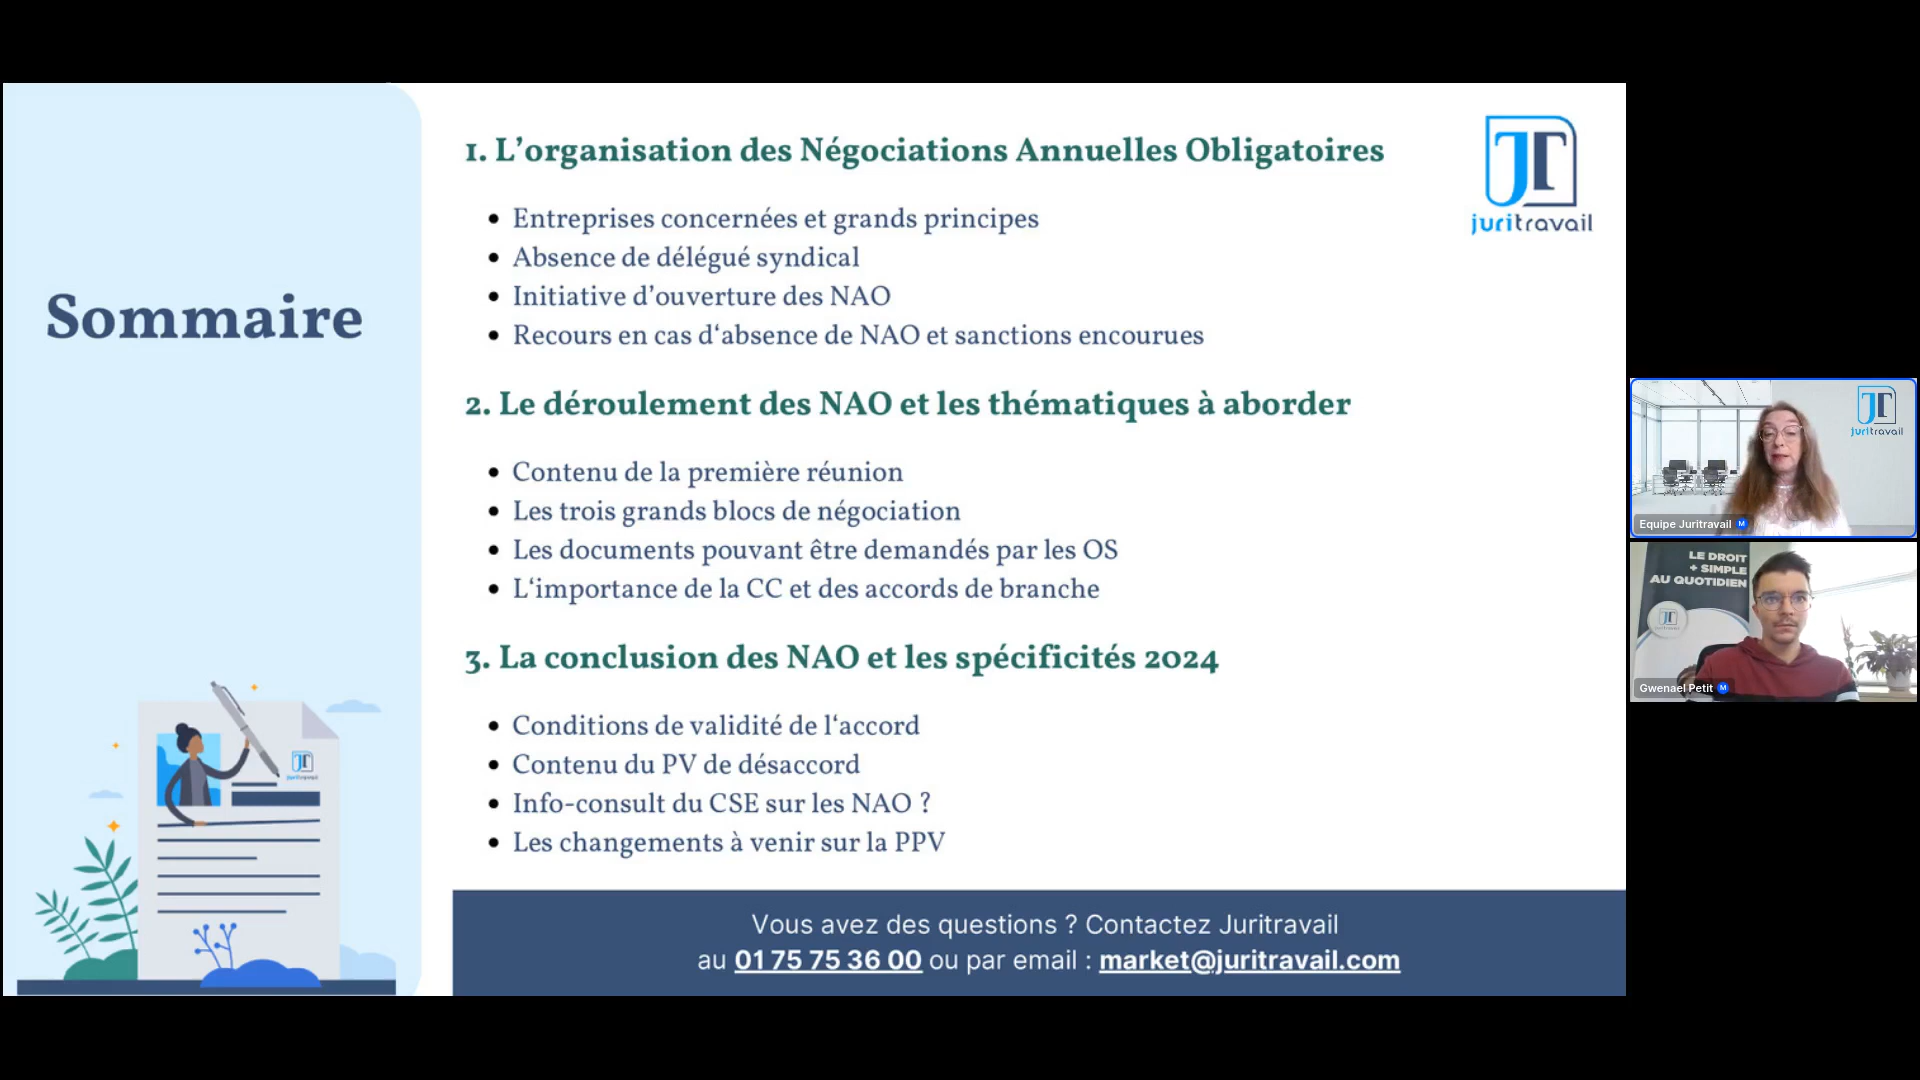 Sommaire
1. L’organisation des Négociations Annuelles Obligatoires
• Entreprises concernées et grands principes
• Absence de délégué syndical
• Initiative d’ouverture des NAO
• Recours en cas d‘absence de NAO et sanctions encourues
2. Le déroulement des NAO et les thématiques à aborder
• Contenu de la première réunion
• Les trois grands blocs de négociation
• Les documents pouvant être demandés par les OS
• L‘importance de la CC et des accords de branche
3. La conclusion des NAO et les spécificités 2024
• Conditions de validité de l‘accord
• Contenu du PV de désaccord
• Info-consult du CSE sur les NAO ?
• Les changements à venir sur la PPV
Vous avez des questions ? Contactez Juritravail
au 01 75 75 36 00 ou par email : market@juritravail.com
JT
juritravail
JT
juritravail
JT
juritravail
Equipe Juritravail M
LE DROIT
+ SIMPLE
AU QUOTIDIEN
JT
Gwenael Petit M